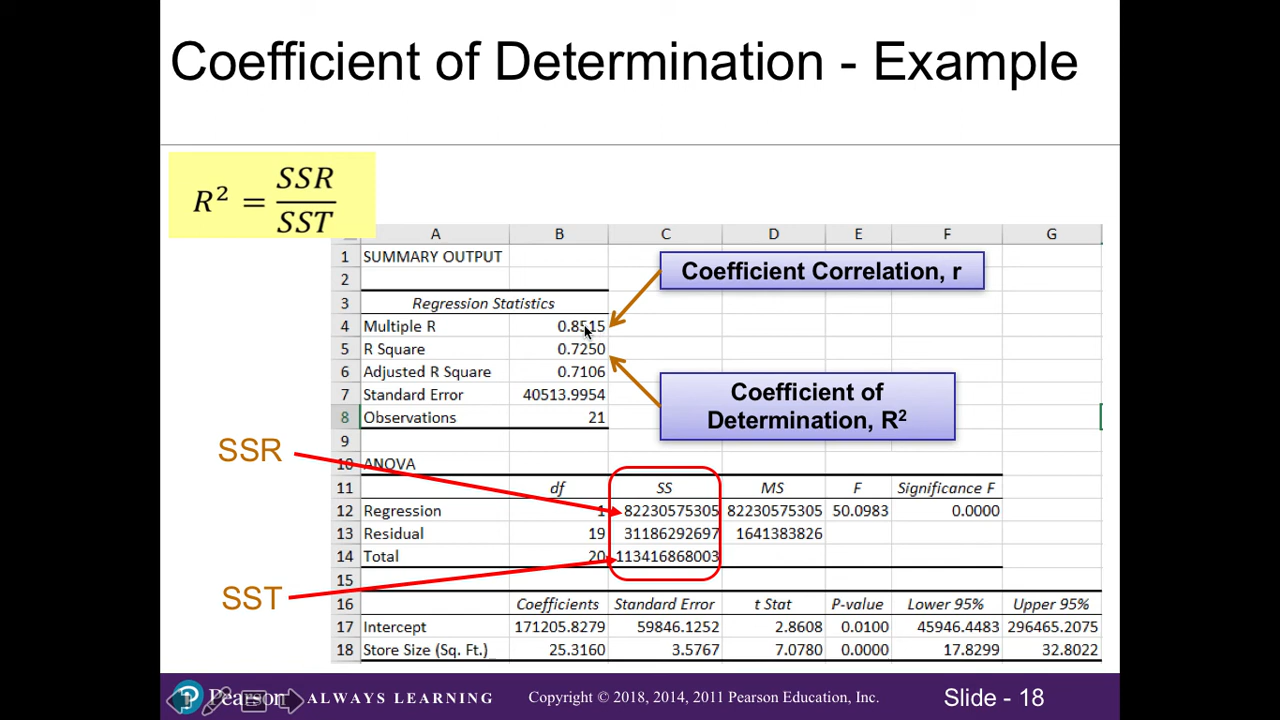 Coefficient of Determination - Example
R² = SSR / SST
A B C D E F G
1 SUMMARY OUTPUT
2
Coefficient Correlation, r
3 Regression Statistics
4 Multiple R 0.8515
5 R Square 0.7250
6 Adjusted R Square 0.7106
7 Standard Error 40513.9954
8 Observations 21
Coefficient of
Determination, R²
9
SSR
10 ANOVA
11 df SS MS F Significance F
12 Regression 1 82230575305 82230575305 50.0983 0.0000
13 Residual 19 31186292697 1641383826
14 Total 20 113416868003
15
SST
16 Coefficients Standard Error t Stat P-value Lower 95% Upper 95%
17 Intercept 171205.8279 59846.1252 2.8608 0.0100 45946.4483 296465.2075
18 Store Size (Sq. Ft.) 25.3160 3.5767 7.0780 0.0000 17.8299 32.8022
P Pearson ALWAYS LEARNING Copyright © 2018, 2014, 2011 Pearson Education, Inc. Slide - 18